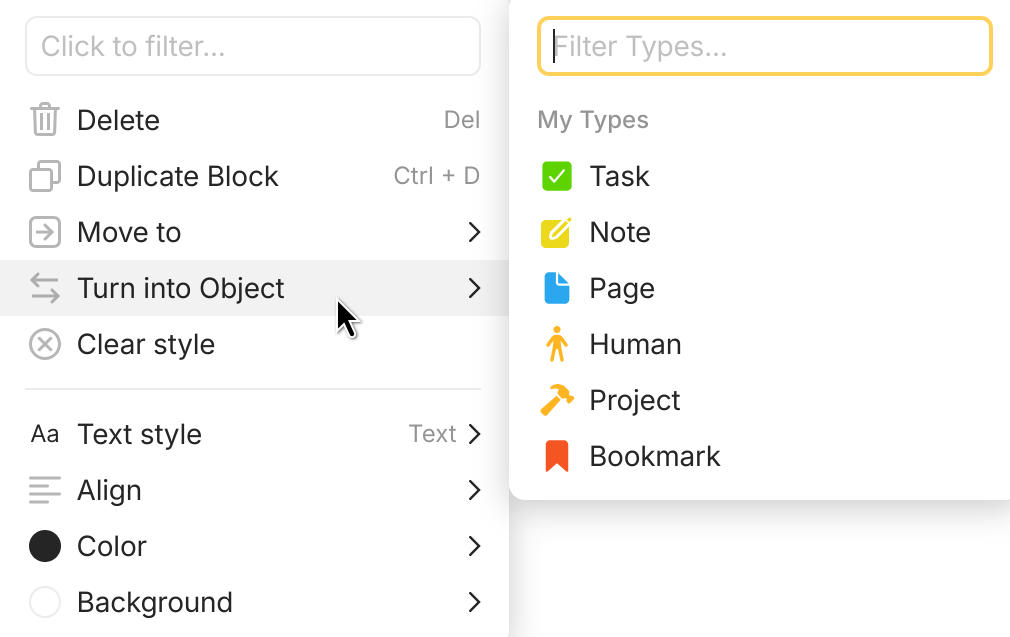 Click to filter...
Delete Del
Duplicate Block Ctrl + D
Move to
Turn into Object
Clear style
Aa Text style Text
Align
Color
Background
Filter Types...
My Types
Task
Note
Page
Human
Project
Bookmark